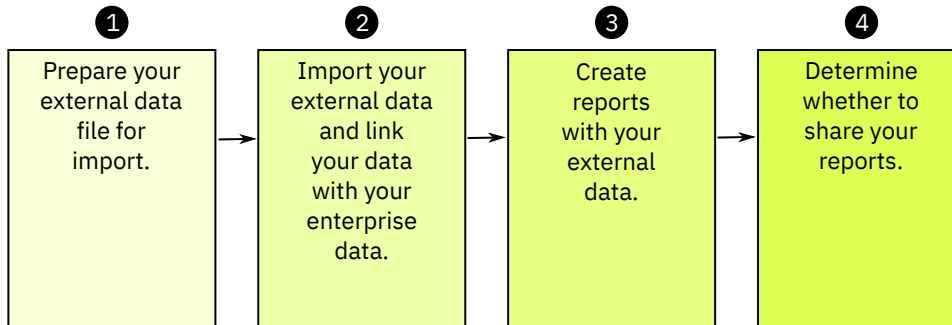 1
Prepare your
external data
file for
import.
2
Import your
external data
and link
your data
with your
enterprise
data.
3
Create
reports
with your
external
data.
4
Determine
whether to
share your
reports.